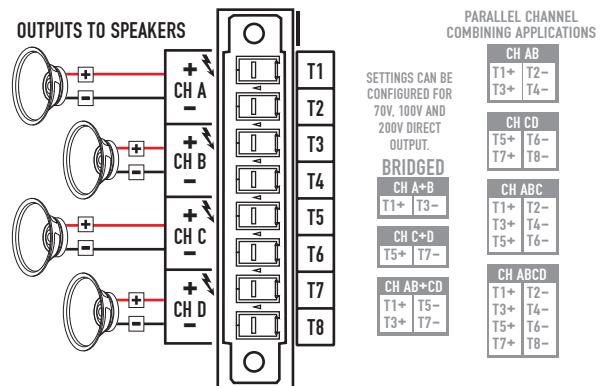 OUTPUTS TO SPEAKERS
+
−
+
CH A
−
+
−
+
CH B
−
+
−
+
CH C
−
+
−
+
CH D
−
T1
T2
T3
T4
T5
T6
T7
T8
SETTINGS CAN BE
CONFIGURED FOR
70V, 100V AND
200V DIRECT
OUTPUT.
BRIDGED
CH A+B
T1+ T3−
CH C+D
T5+ T7−
CH AB+CD
T1+ T5−
T3+ T7−
PARALLEL CHANNEL
COMBINING APPLICATIONS
CH AB
T1+ T2−
T3+ T4−
CH CD
T5+ T6−
T7+ T8−
CH ABC
T1+ T2−
T3+ T4−
T5+ T6−
CH ABCD
T1+ T2−
T3+ T4−
T5+ T6−
T7+ T8−